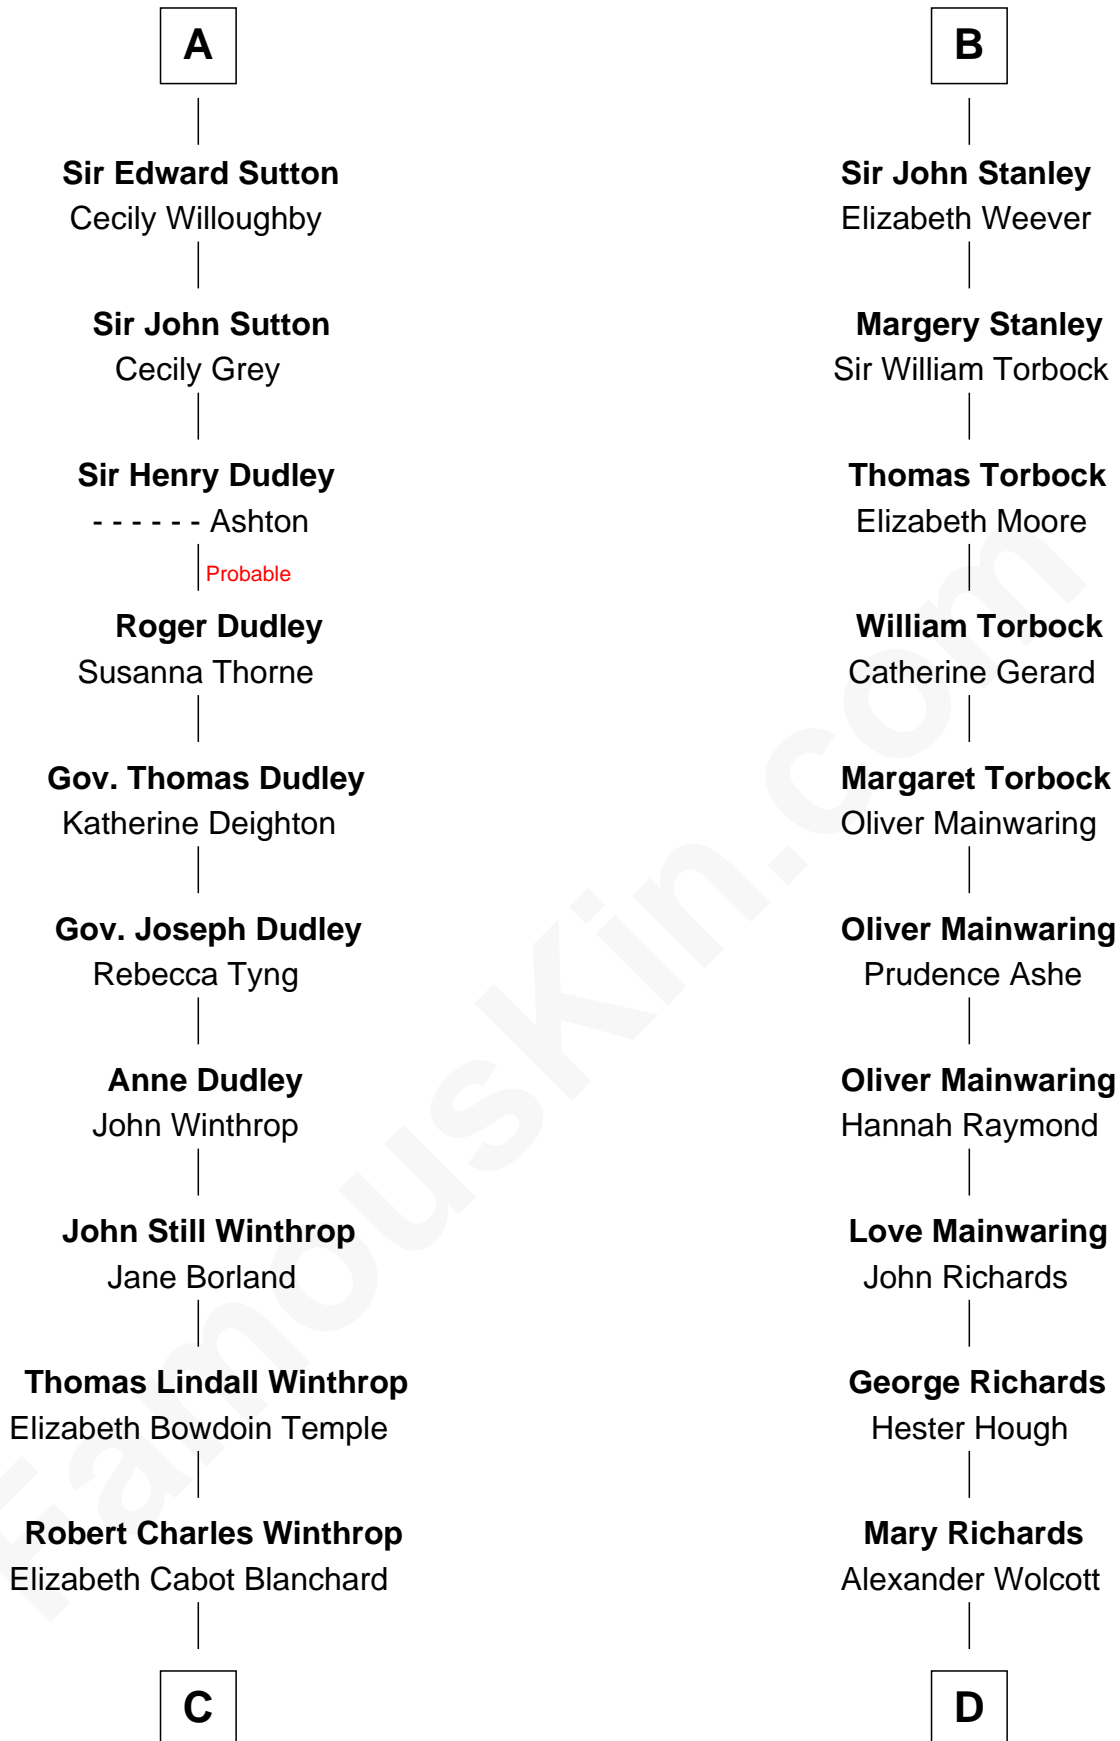 A
Sir Edward Sutton
Cecily Willoughby
Sir John Sutton
Cecily Grey
Sir Henry Dudley
- - - - - - Ashton
Probable
Roger Dudley
Susanna Thorne
Gov. Thomas Dudley
Katherine Deighton
Gov. Joseph Dudley
Rebecca Tyng
Anne Dudley
John Winthrop
John Still Winthrop
Jane Borland
Thomas Lindall Winthrop
Elizabeth Bowdoin Temple
Robert Charles Winthrop
Elizabeth Cabot Blanchard
C
B
Sir John Stanley
Elizabeth Weever
Margery Stanley
Sir William Torbock
Thomas Torbock
Elizabeth Moore
William Torbock
Catherine Gerard
Margaret Torbock
Oliver Mainwaring
Oliver Mainwaring
Prudence Ashe
Oliver Mainwaring
Hannah Raymond
Love Mainwaring
John Richards
George Richards
Hester Hough
Mary Richards
Alexander Wolcott
D
FamousKin.com